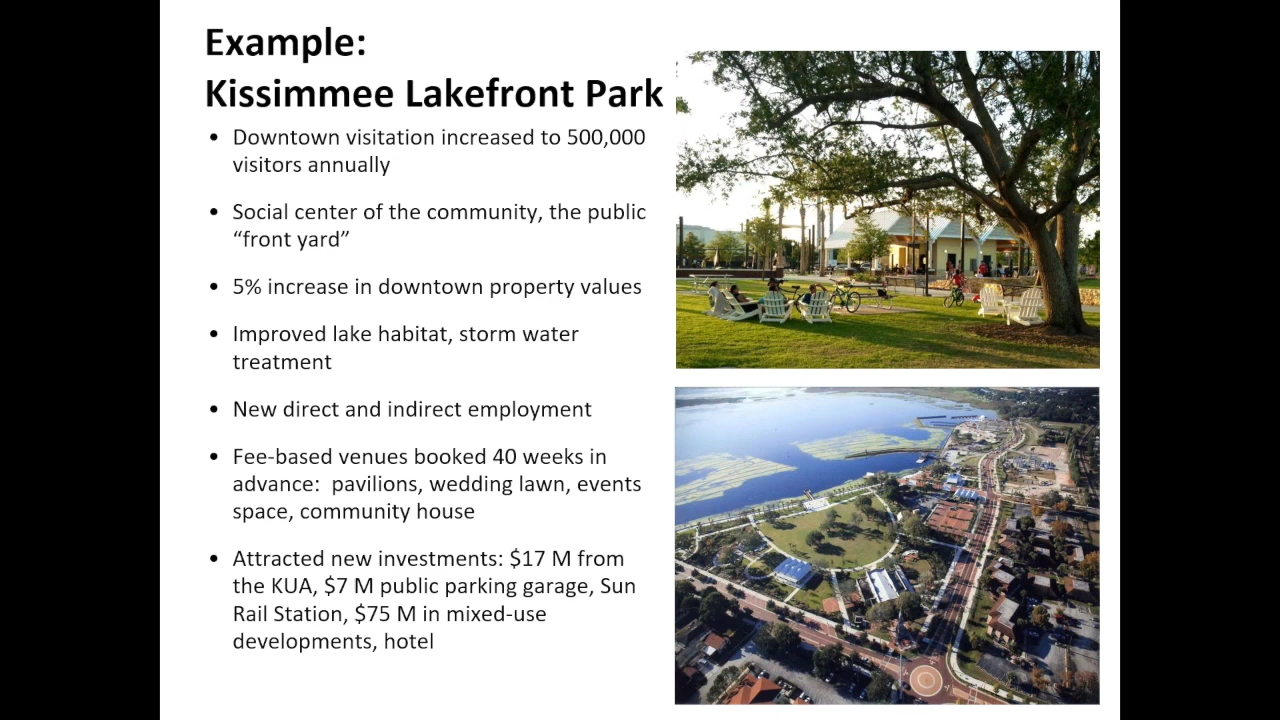 Example:
Kissimmee Lakefront Park
• Downtown visitation increased to 500,000
visitors annually
• Social center of the community, the public
“front yard”
• 5% increase in downtown property values
• Improved lake habitat, storm water
treatment
• New direct and indirect employment
• Fee-based venues booked 40 weeks in
advance:  pavilions, wedding lawn, events
space, community house
• Attracted new investments: $17 M from
the KUA, $7 M public parking garage, Sun
Rail Station, $75 M in mixed-use
developments, hotel